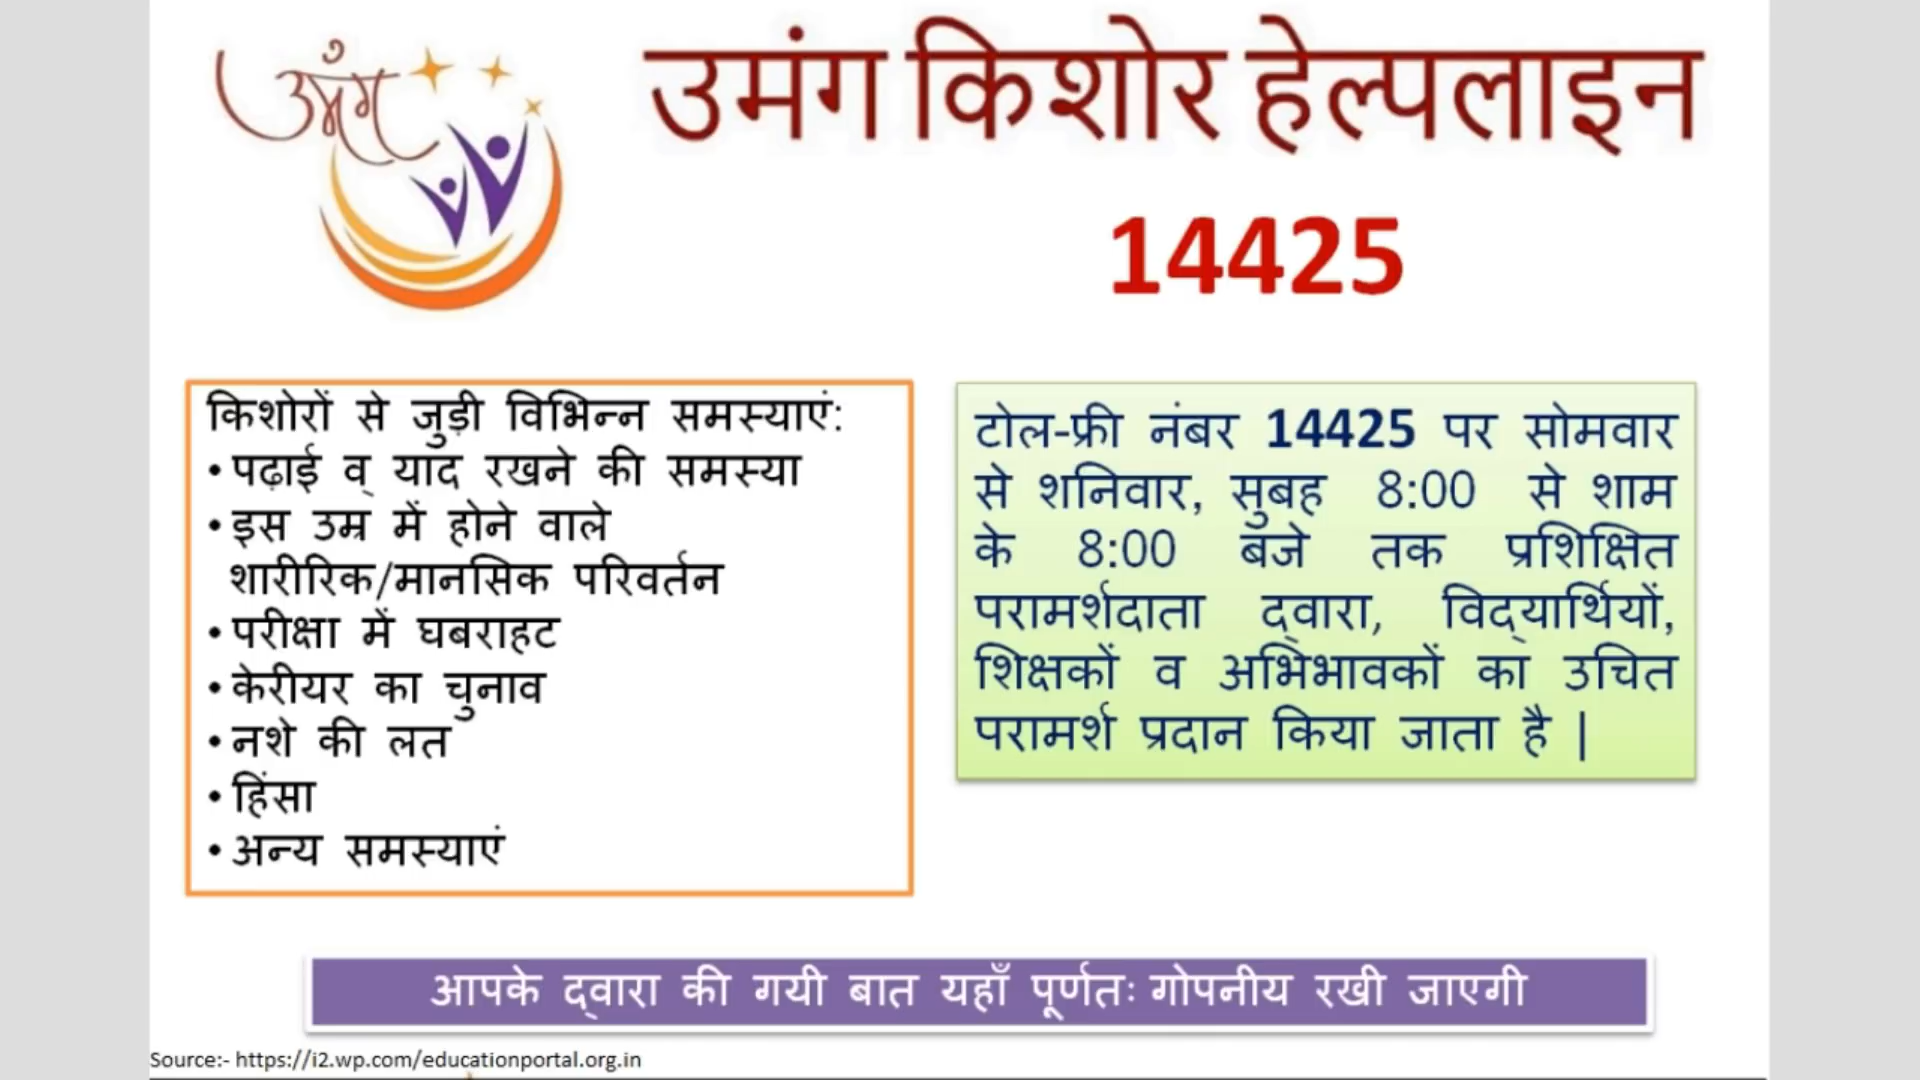 उमंग
उमंग किशोर हेल्पलाइन
14425
किशोरों से जुड़ी विभिन्न समस्याएं:
• पढ़ाई व् याद रखने की समस्या
• इस उम्र में होने वाले
शारीरिक/मानसिक परिवर्तन
• परीक्षा में घबराहट
• केरीयर का चुनाव
• नशे की लत
• हिंसा
• अन्य समस्याएं
टोल-फ्री नंबर 14425 पर सोमवार
से शनिवार, सुबह 8:00 से शाम
के 8:00 बजे तक प्रशिक्षित
परामर्शदाता द्वारा, विद्यार्थियों,
शिक्षकों व अभिभावकों का उचित
परामर्श प्रदान किया जाता है |
आपके द्वारा की गयी बात यहाँ पूर्णतः गोपनीय रखी जाएगी
Source:- https://i2.wp.com/educationportal.org.in